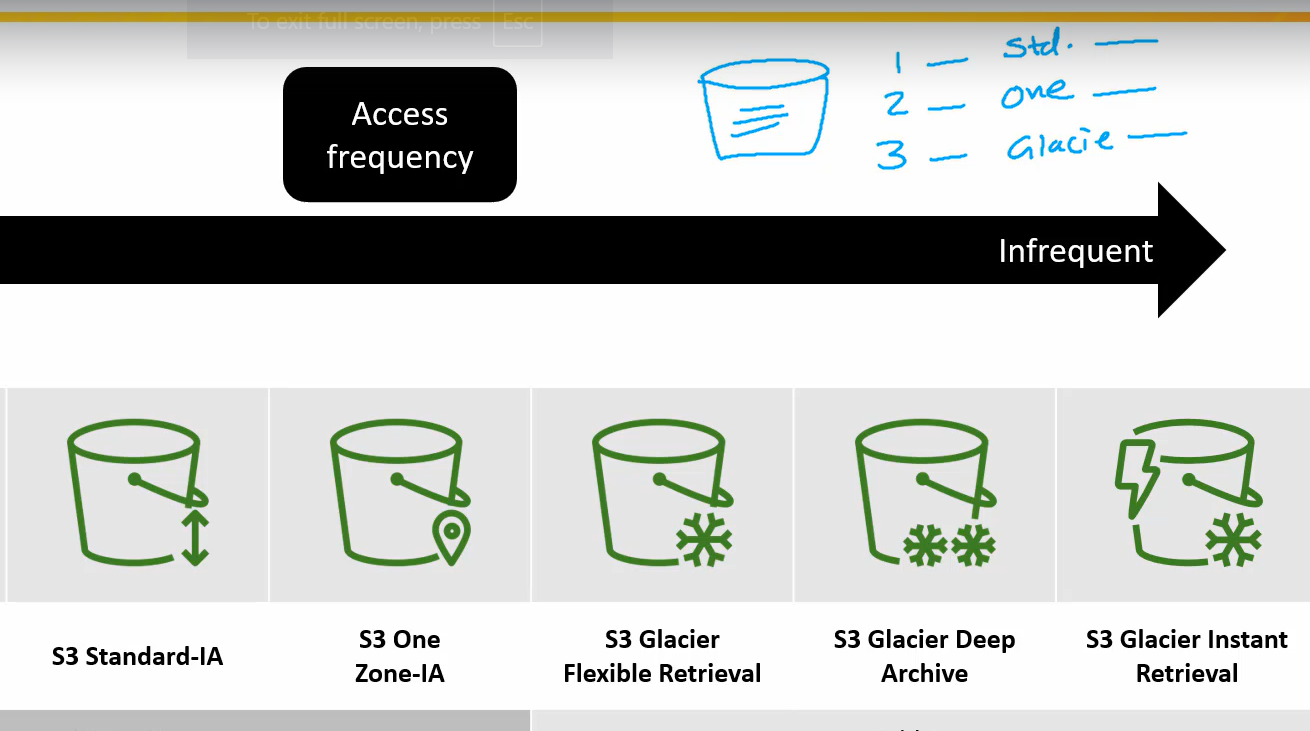 To exit full screen, press Esc
Access
frequency
1 — Std. —
2 — One —
3 — Glacie —
Infrequent
S3 Standard-IA
S3 One
Zone-IA
S3 Glacier
Flexible Retrieval
S3 Glacier Deep
Archive
S3 Glacier Instant
Retrieval